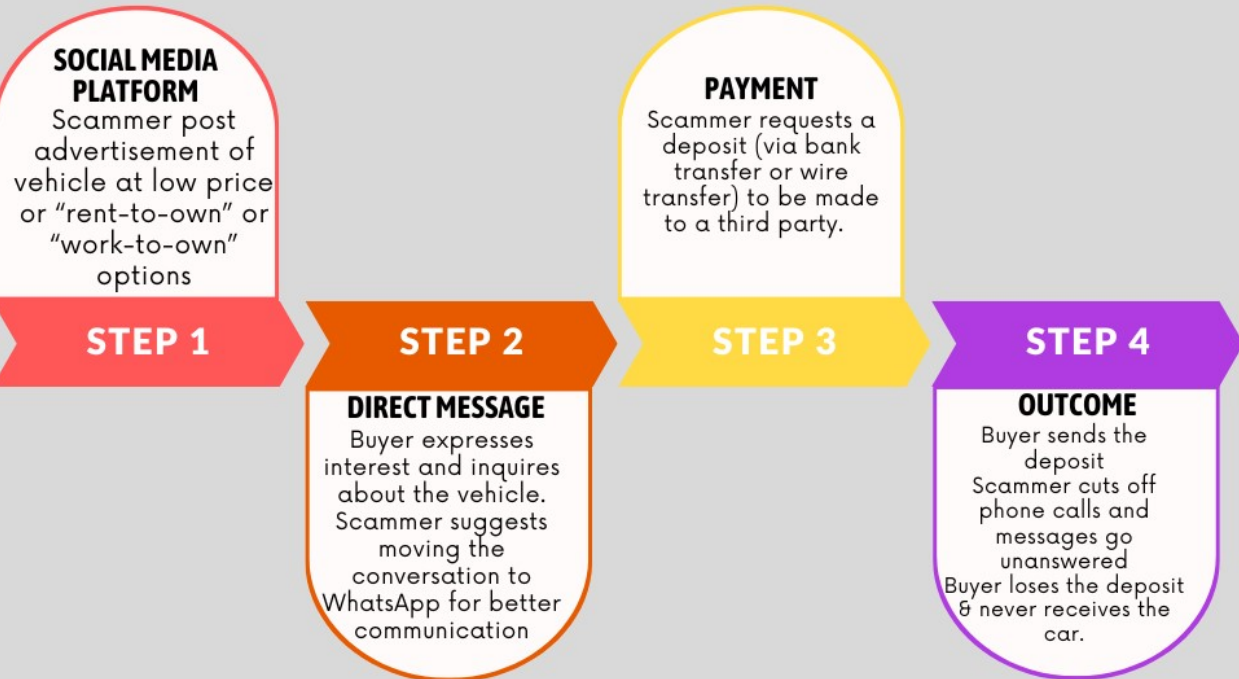 SOCIAL MEDIA
PLATFORM
Scammer post
advertisement of
vehicle at low price
or “rent-to-own” or
“work-to-own”
options
STEP 1
STEP 2
DIRECT MESSAGE
Buyer expresses
interest and inquires
about the vehicle.
Scammer suggests
moving the
conversation to
WhatsApp for better
communication
PAYMENT
Scammer requests a
deposit (via bank
transfer or wire
transfer) to be made
to a third party.
STEP 3
STEP 4
OUTCOME
Buyer sends the
deposit
Scammer cuts off
phone calls and
messages go
unanswered
Buyer loses the deposit
& never receives the
car.